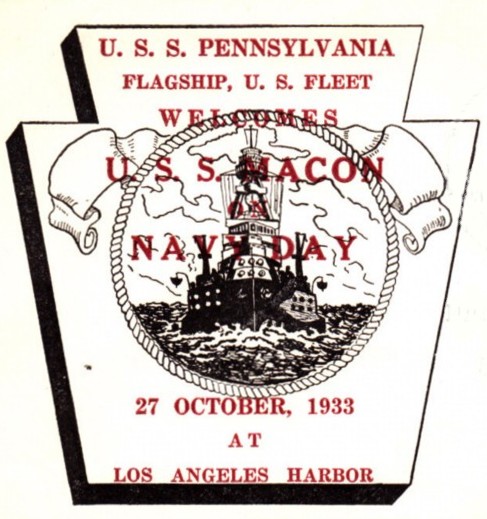 U. S. S. PENNSYLVANIA
FLAGSHIP, U. S. FLEET
WELCOMES
U. S. S. MACON
ON
NAVY DAY
27 OCTOBER, 1933
AT
LOS ANGELES HARBOR